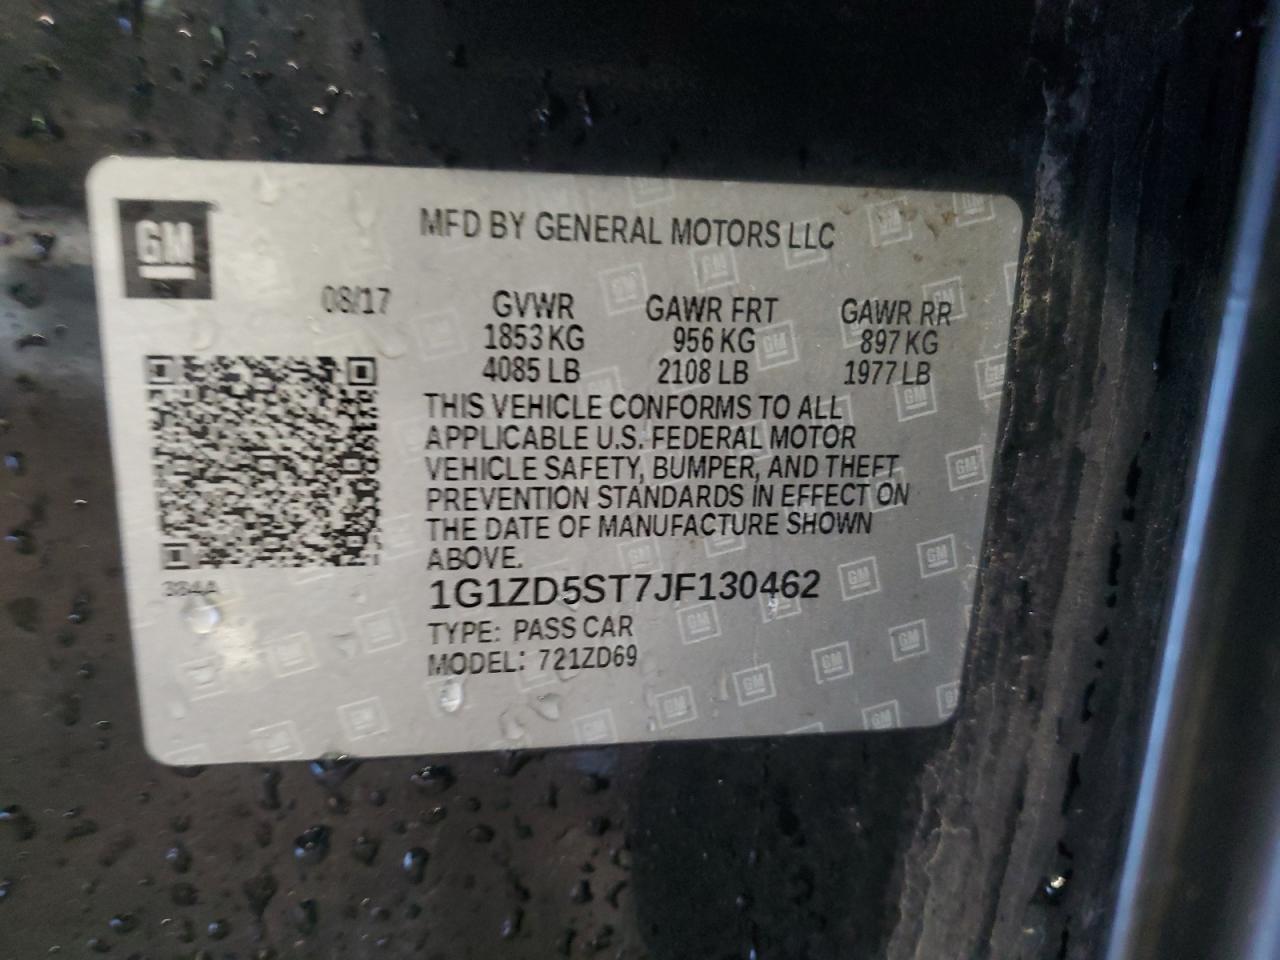 GM
MFD BY GENERAL MOTORS LLC
08/17
GVWR GAWR FRT GAWR RR
1853 KG 956 KG 897 KG
4085 LB 2108 LB 1977 LB
THIS VEHICLE CONFORMS TO ALL
APPLICABLE U.S. FEDERAL MOTOR
VEHICLE SAFETY, BUMPER, AND THEFT
PREVENTION STANDARDS IN EFFECT ON
THE DATE OF MANUFACTURE SHOWN
ABOVE.
384A
1G1ZD5ST7JF130462
TYPE: PASS CAR
MODEL: 721ZD69